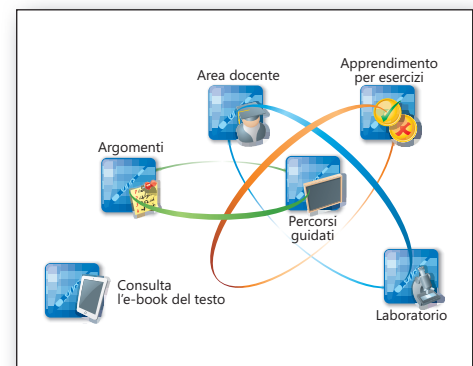 Apprendimento
per esercizi
Area docente
Argomenti
Percorsi
guidati
Consulta
l'e-book del testo
Laboratorio